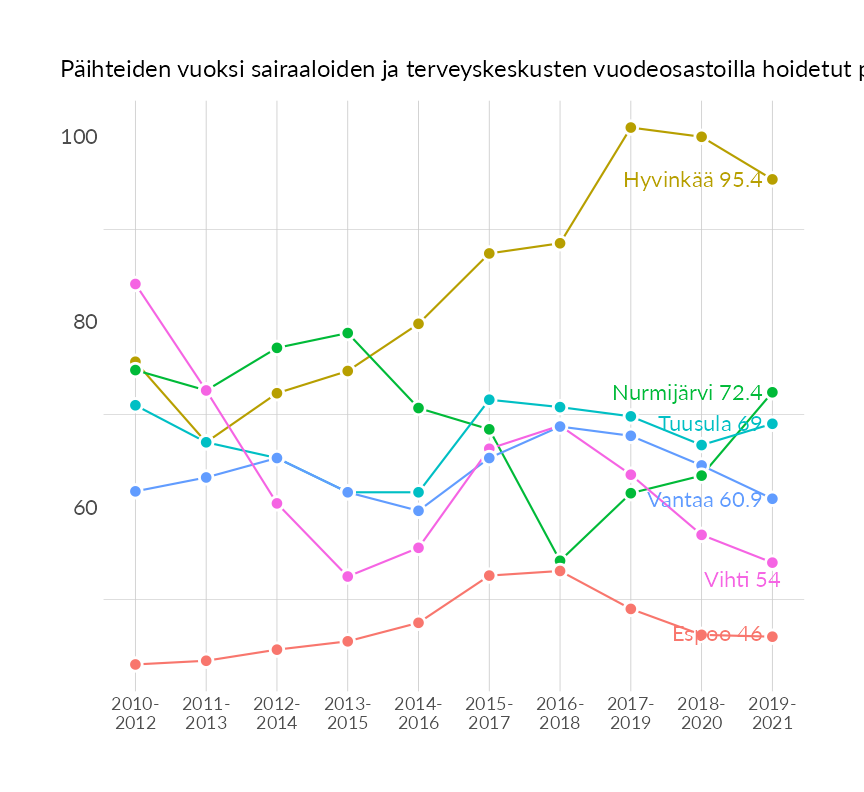 Päihteiden vuoksi sairaaloiden ja terveyskeskusten vuodeosastoilla hoidetut
100
80
60
Hyvinkää 95.4
Nurmijärvi 72.4
Tuusula 69
Vantaa 60.9
Vihti 54
Espoo 46
2010- 2011- 2012- 2013- 2014- 2015- 2016- 2017- 2018- 2019-
2012 2013 2014 2015 2016 2017 2018 2019 2020 2021